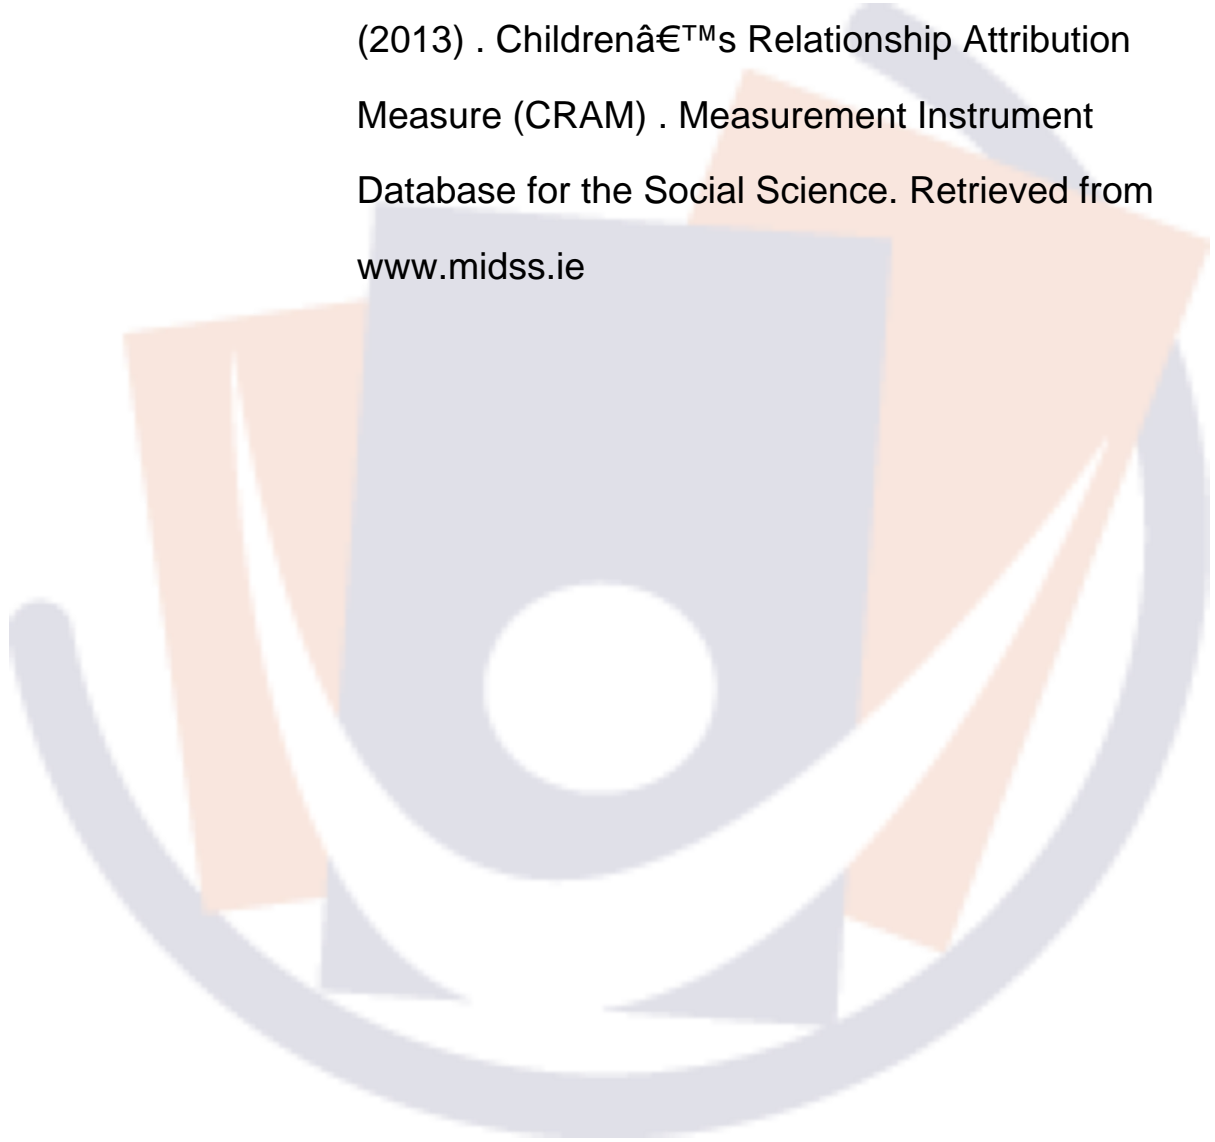 (2013) . Childrenâ€™s Relationship Attribution
Measure (CRAM) . Measurement Instrument
Database for the Social Science. Retrieved from
www.midss.ie